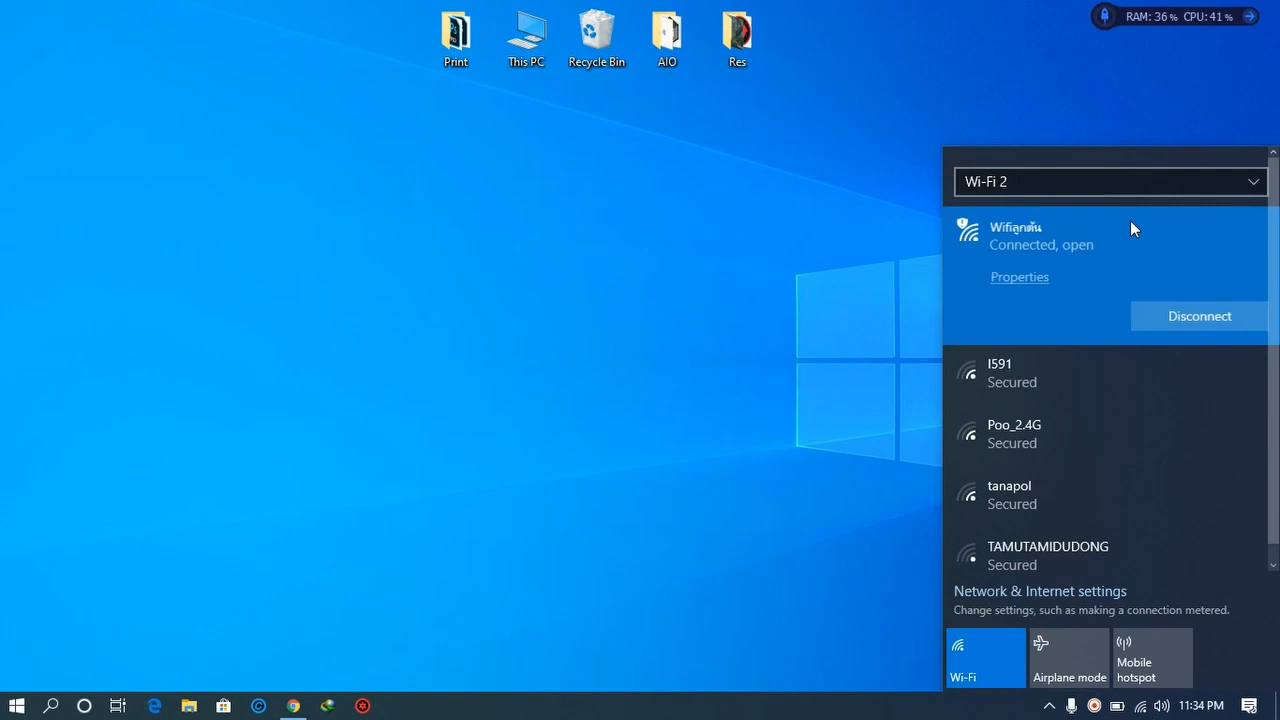 RAM: 36 % CPU: 41 %
Print
This PC
Recycle Bin
AIO
Res
Wi-Fi 2
Wifiลูกต้น
Connected, open
Properties
Disconnect
I591
Secured
Poo_2.4G
Secured
tanapol
Secured
TAMUTAMIDUDONG
Secured
Network & Internet settings
Change settings, such as making a connection metered.
Wi-Fi
Airplane mode
Mobile
hotspot
11:34 PM